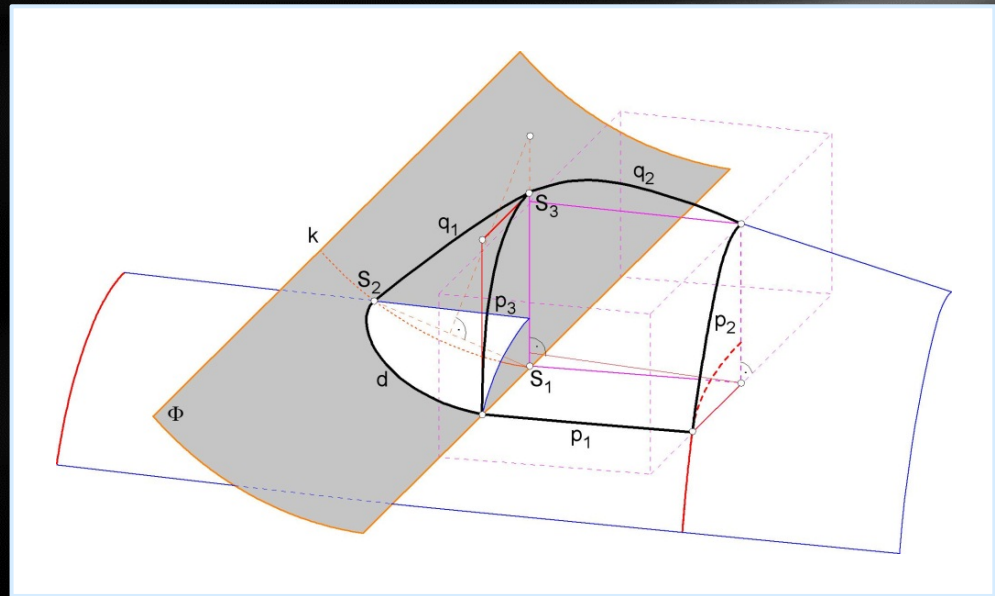 q₂
S₃
q₁
k
S₂
p₃
p₂
d
S₁
Φ
p₁